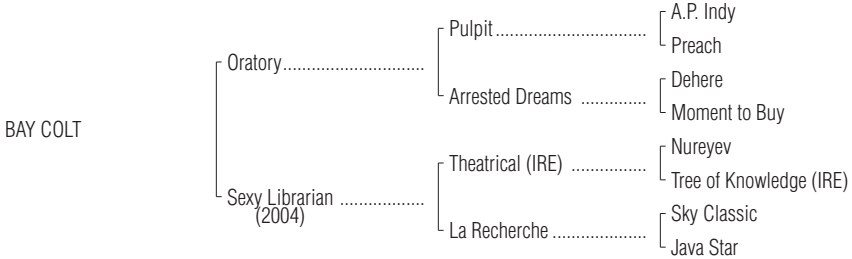 A.P. Indy
Pulpit................................
Preach
Oratory..............................
Dehere
Arrested Dreams ..............
Moment to Buy
BAY COLT
Nureyev
Theatrical (IRE) ................
Tree of Knowledge (IRE)
Sexy Librarian ..................
(2004)
Sky Classic
La Recherche ....................
Java Star